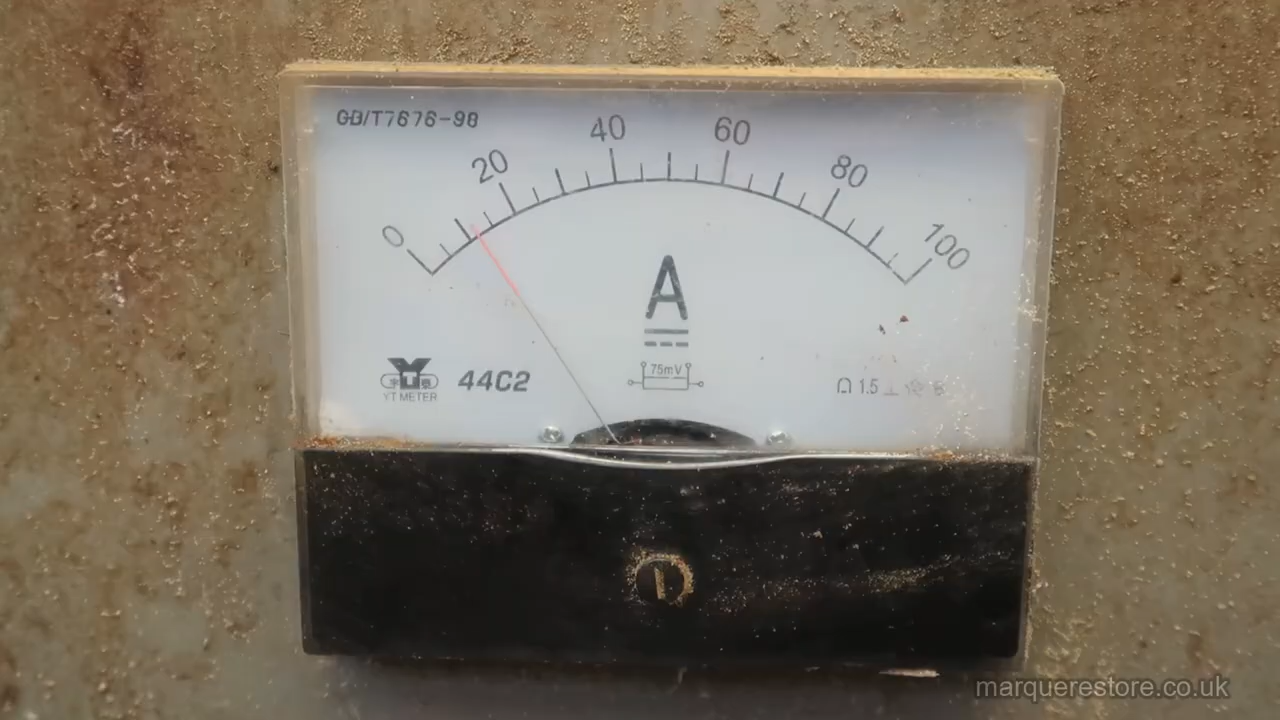 GB/T7676-98
0 20 40 60 80 100
A
75mV
YT METER
44C2
Ω 1.5
marquerestore.co.uk